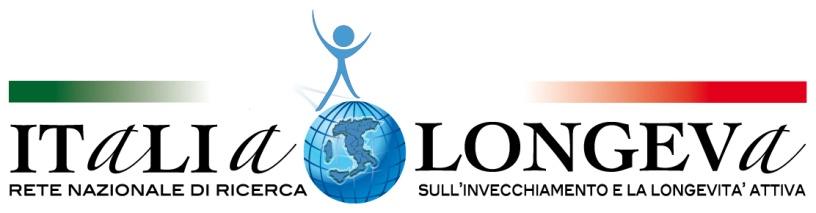 ITaLIa LONGEVa
RETE NAZIONALE DI RICERCA SULL'INVECCHIAMENTO E LA LONGEVITA' ATTIVA